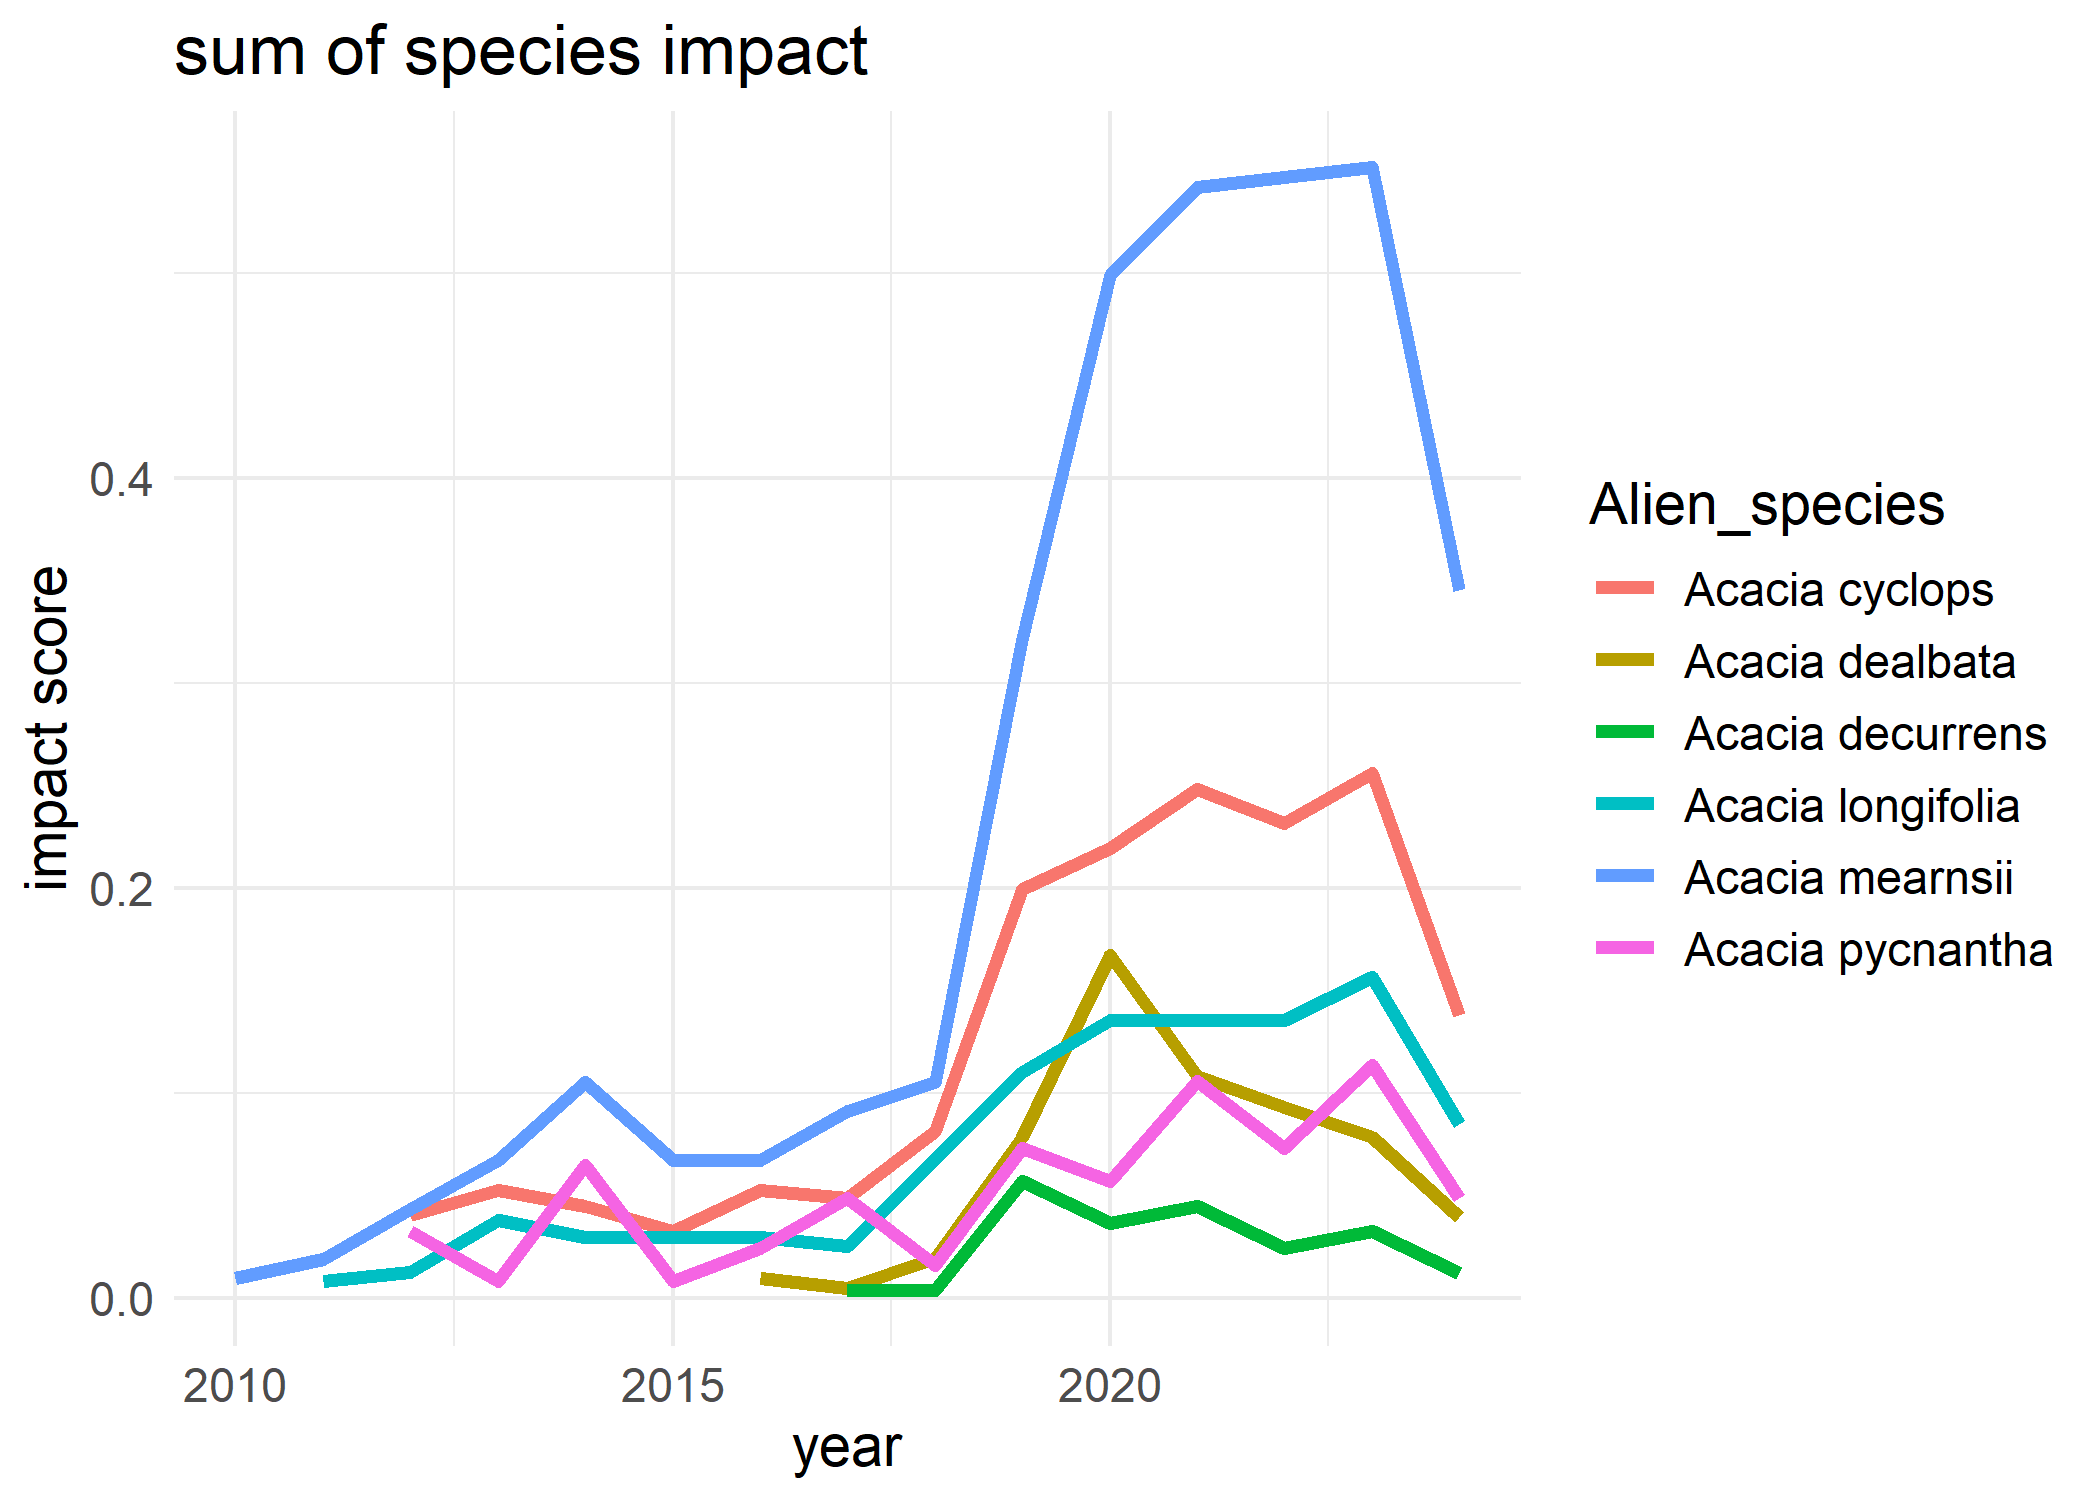 sum of species impact
impact score
0.4
0.2
0.0
2010
2015
2020
year
Alien_species
Acacia cyclops
Acacia dealbata
Acacia decurrens
Acacia longifolia
Acacia mearnsii
Acacia pycnantha